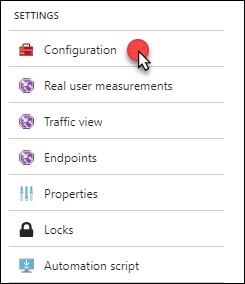 SETTINGS
Configuration
Real user measurements
Traffic view
Endpoints
Properties
Locks
Automation script